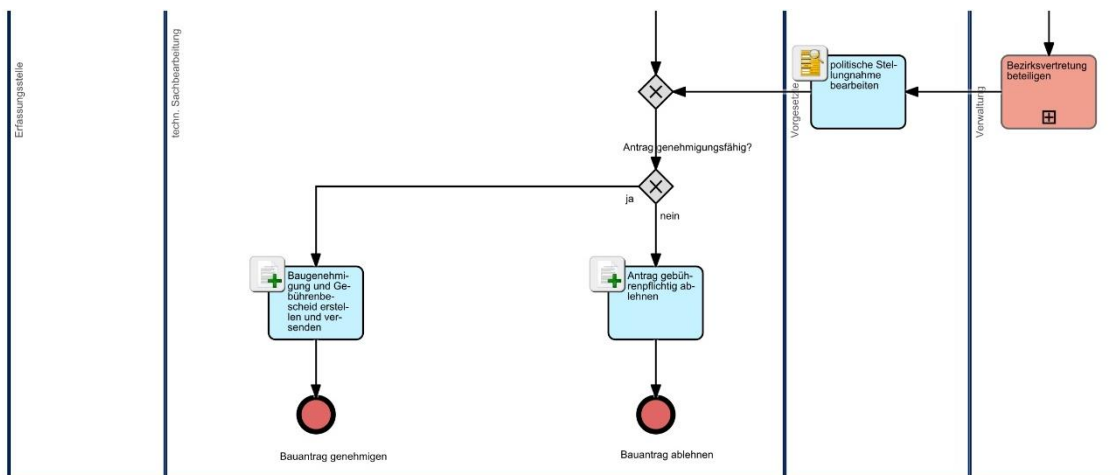 Erfassungsstelle
techn. Sachbearbeitung
Vorgesetzte
Verwaltung
politische Stel-
lungnahme
bearbeiten
Bezirksvertretung
beteiligen
Antrag genehmigungsfähig?
ja
nein
Baugenehmi-
gung und Ge-
bührenbe-
scheid erstel-
len und ver-
senden
Antrag gebüh-
renpflichtig ab-
lehnen
Bauantrag genehmigen
Bauantrag ablehnen